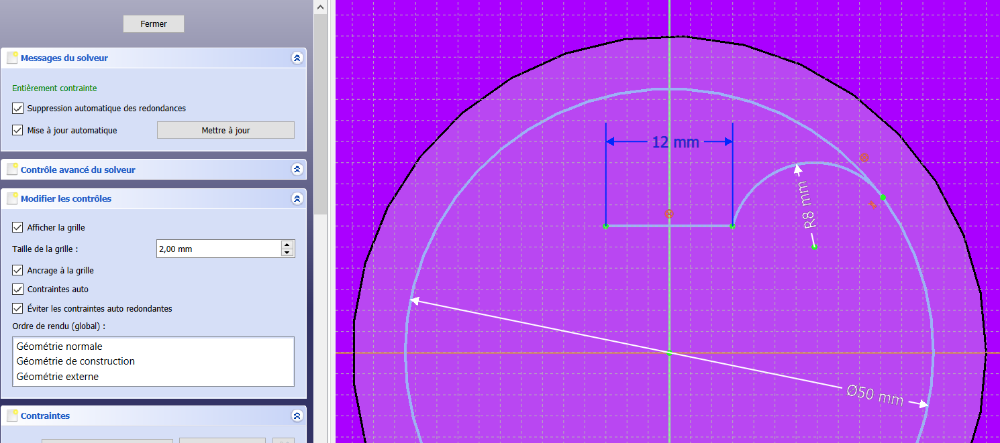 Fermer
Messages du solveur
Entièrement contrainte
Suppression automatique des redondances
Mise à jour automatique
Mettre à jour
Contrôle avancé du solveur
Modifier les contrôles
Afficher la grille
Taille de la grille :
2,00 mm
Ancrage à la grille
Contraintes auto
Éviter les contraintes auto redondantes
Ordre de rendu (global) :
Géométrie normale
Géométrie de construction
Géométrie externe
Contraintes
12 mm
R8 mm
Ø50 mm